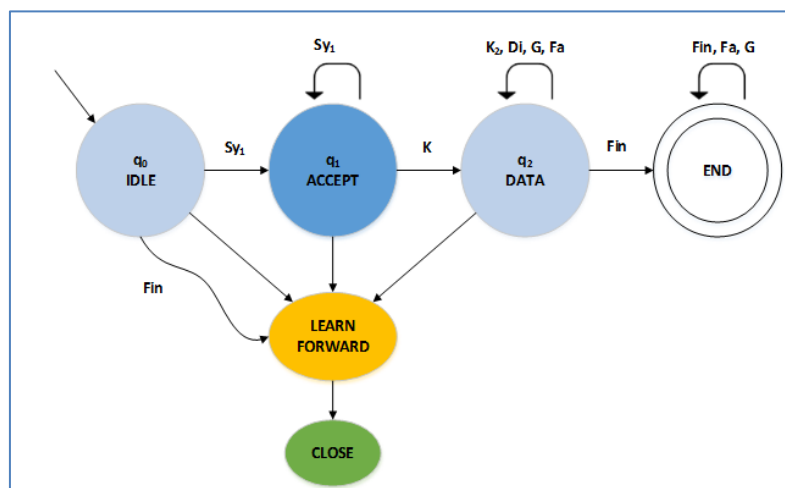 Sy₁
K₂, Di, G, Fa
Fin, Fa, G
q₀
IDLE
Sy₁
q₁
ACCEPT
K
q₂
DATA
Fin
END
Fin
LEARN
FORWARD
CLOSE